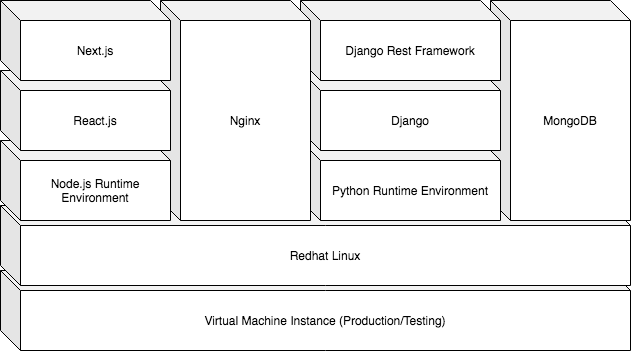 Next.js
Nginx
Django Rest Framework
MongoDB
React.js
Django
Node.js Runtime
Environment
Python Runtime Environment
Redhat Linux
Virtual Machine Instance (Production/Testing)